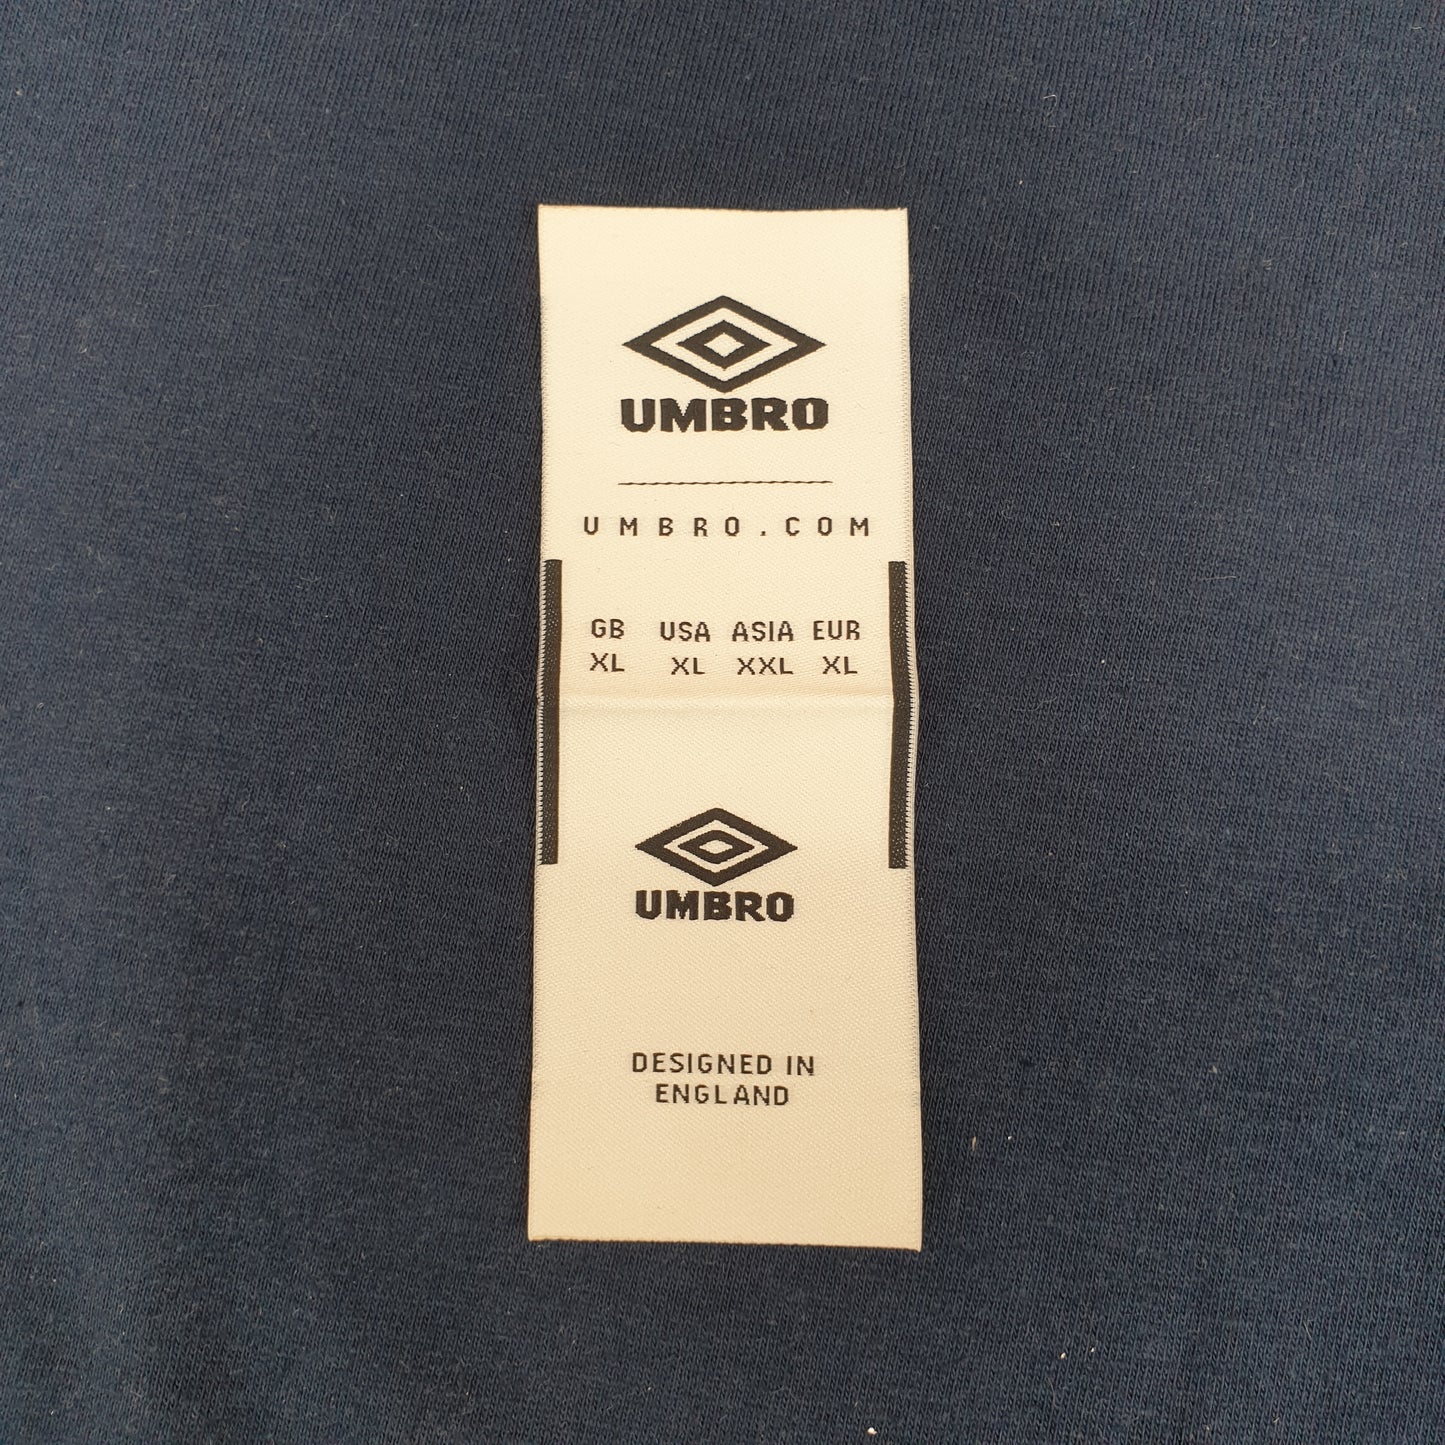 UMBRO
UMBRO.COM
GB USA ASIA EUR
XL XL XXL XL
UMBRO
DESIGNED IN
ENGLAND